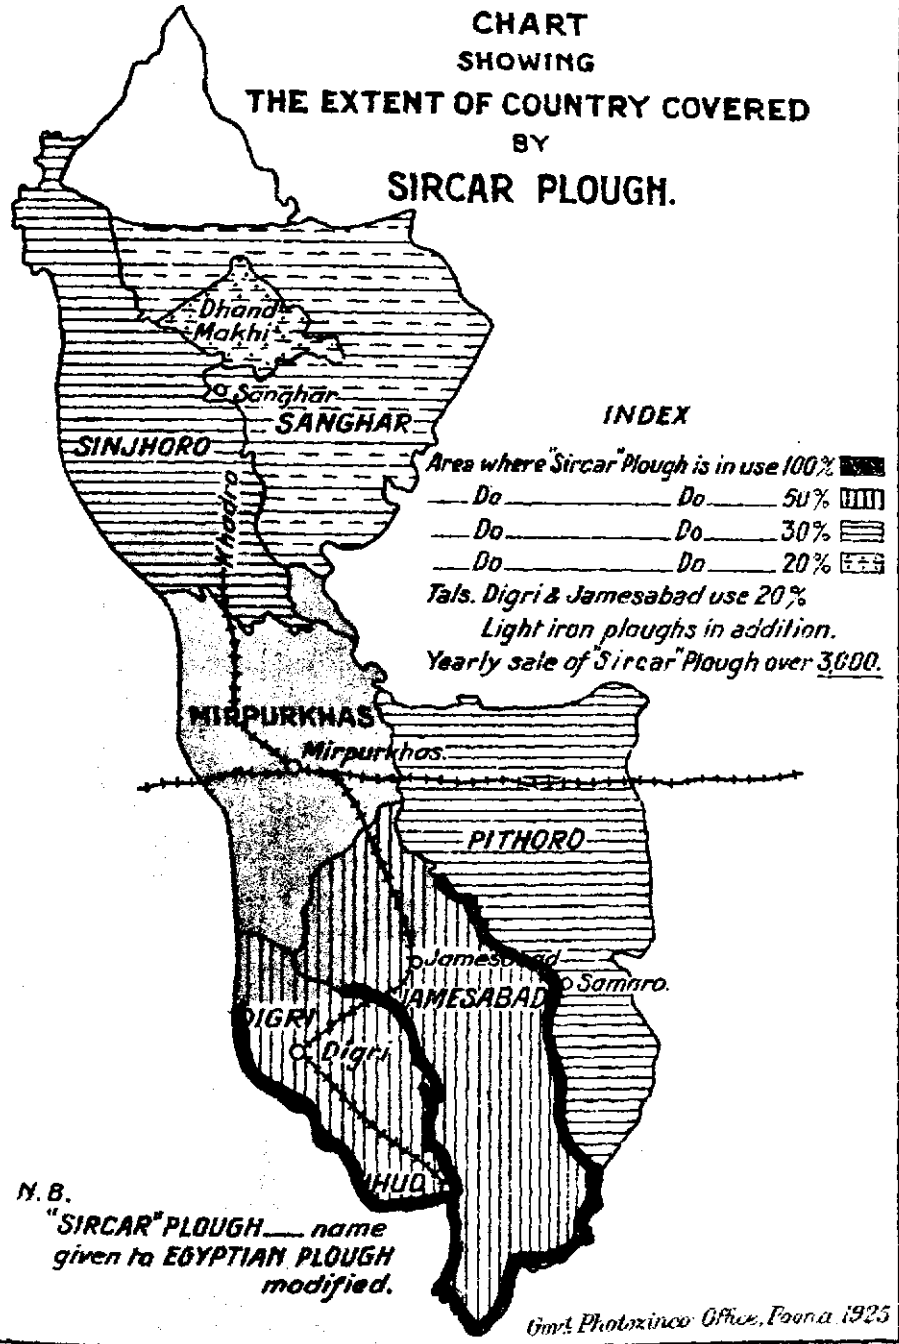 CHART
SHOWING
THE EXTENT OF COUNTRY COVERED
BY
SIRCAR PLOUGH.
Dhand
Makhi
Sanghar
SANGHAR
SINJHORO
Khadro
INDEX
Area where "Sircar" Plough is in use 100%
Do Do 50%
Do Do 30%
Do Do 20%
Tals. Digri & Jamesabad use 20%
Light iron ploughs in addition.
Yearly sale of "Sircar" Plough over 3,000.
MIRPURKHAS
Mirpurkhas.
PITHORO
Jamesabad
Samaro.
JAMESABAD
DIGRI
Digri
N.B.
"SIRCAR" PLOUGH name
given to EGYPTIAN PLOUGH
modified.
Govt. Photozinco Office, Poona 1925